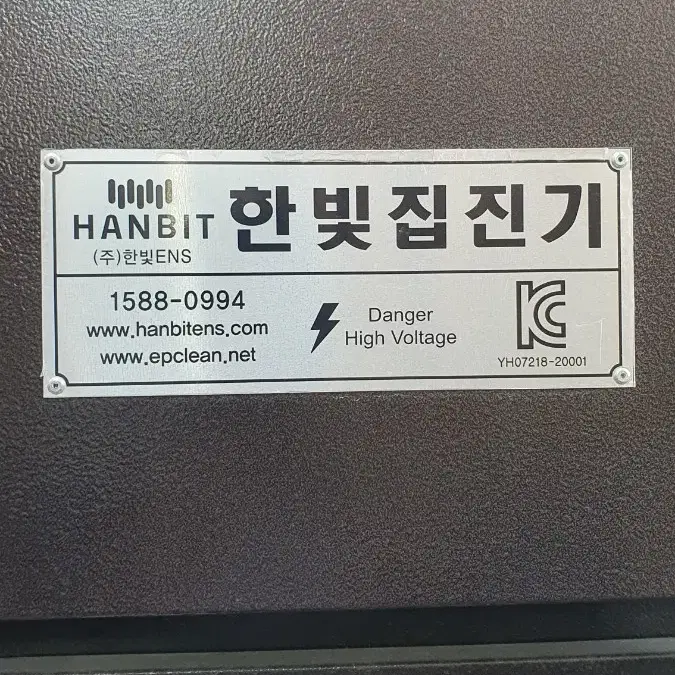 HANBIT
(주)한빛ENS
한빛집진기
1588-0994
www.hanbitens.com
www.epclean.net
Danger
High Voltage
KC
YH07218-20001